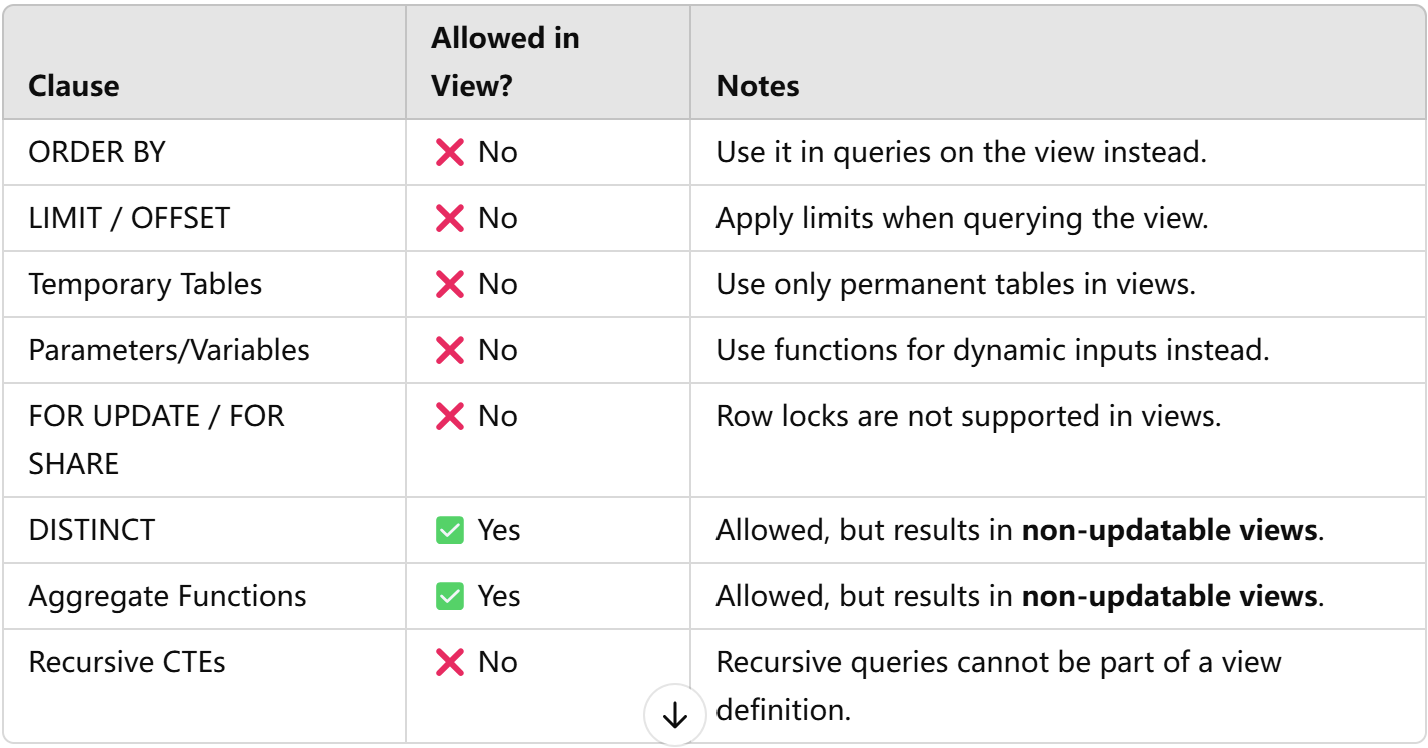 Allowed in
Clause View? Notes
ORDER BY ❌ No Use it in queries on the view instead.
LIMIT / OFFSET ❌ No Apply limits when querying the view.
Temporary Tables ❌ No Use only permanent tables in views.
Parameters/Variables ❌ No Use functions for dynamic inputs instead.
FOR UPDATE / FOR ❌ No Row locks are not supported in views.
SHARE
DISTINCT ✅ Yes Allowed, but results in non-updatable views.
Aggregate Functions ✅ Yes Allowed, but results in non-updatable views.
Recursive CTEs ❌ No Recursive queries cannot be part of a view
definition.